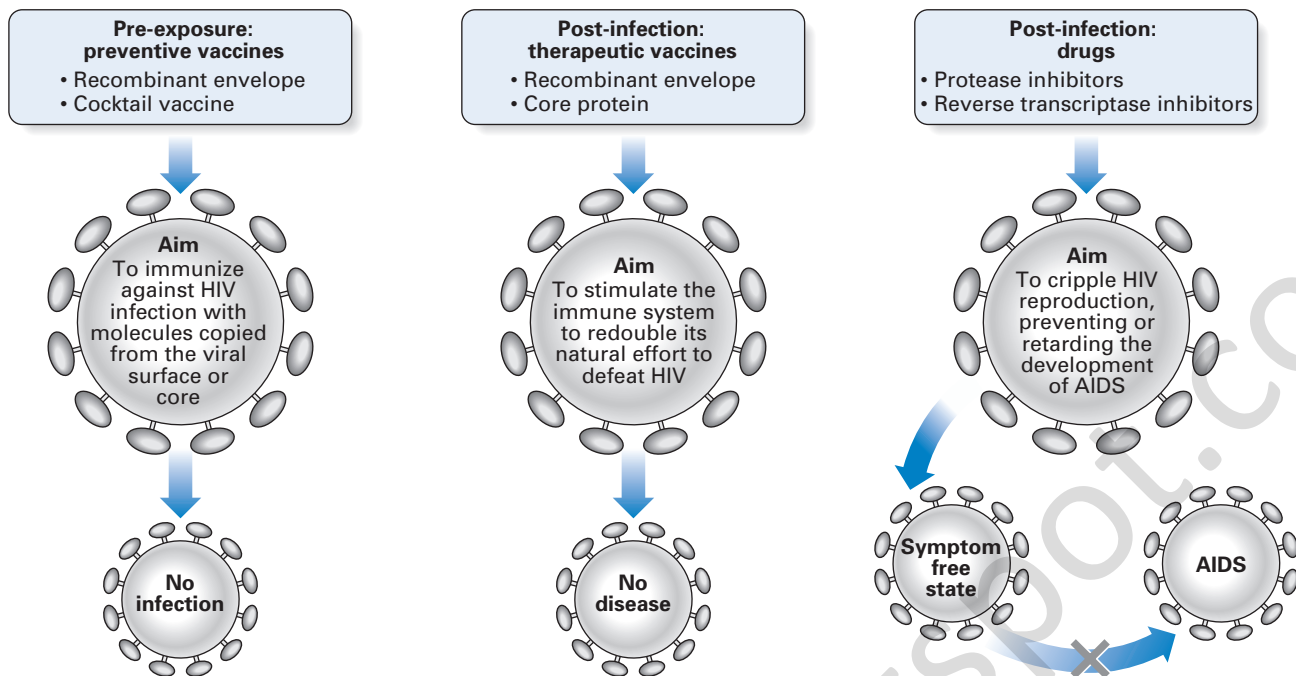 Pre-exposure:
preventive vaccines
• Recombinant envelope
• Cocktail vaccine
Aim
To immunize
against HIV
infection with
molecules copied
from the viral
surface or
core
No
infection
Post-infection:
therapeutic vaccines
• Recombinant envelope
• Core protein
Aim
To stimulate the
immune system
to redouble its
natural effort to
defeat HIV
No
disease
Post-infection:
drugs
• Protease inhibitors
• Reverse transcriptase inhibitors
Aim
To cripple HIV
reproduction,
preventing or
retarding the
development
of AIDS
Symptom
free
state
AIDS
spot.co